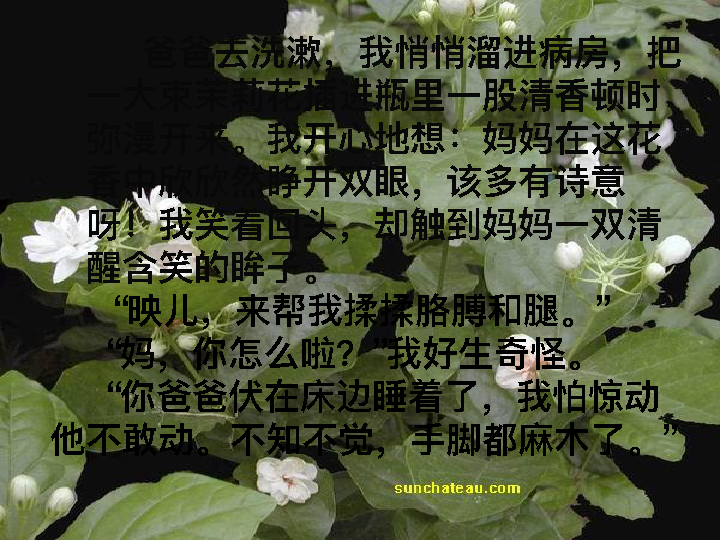 爸爸去洗漱，我悄悄溜进病房，把
一大束茉莉花插进瓶里一股清香顿时
弥漫开来。我开心地想：妈妈在这花
香中欣欣然睁开双眼，该多有诗意
呀！我笑着回头，却触到妈妈一双清
醒含笑的眸子。
“映儿，来帮我揉揉胳膊和腿。”
“妈，你怎么啦？”我好生奇怪。
“你爸爸伏在床边睡着了，我怕惊动
他不敢动。不知不觉，手脚都麻木了。”
sunchateau.com